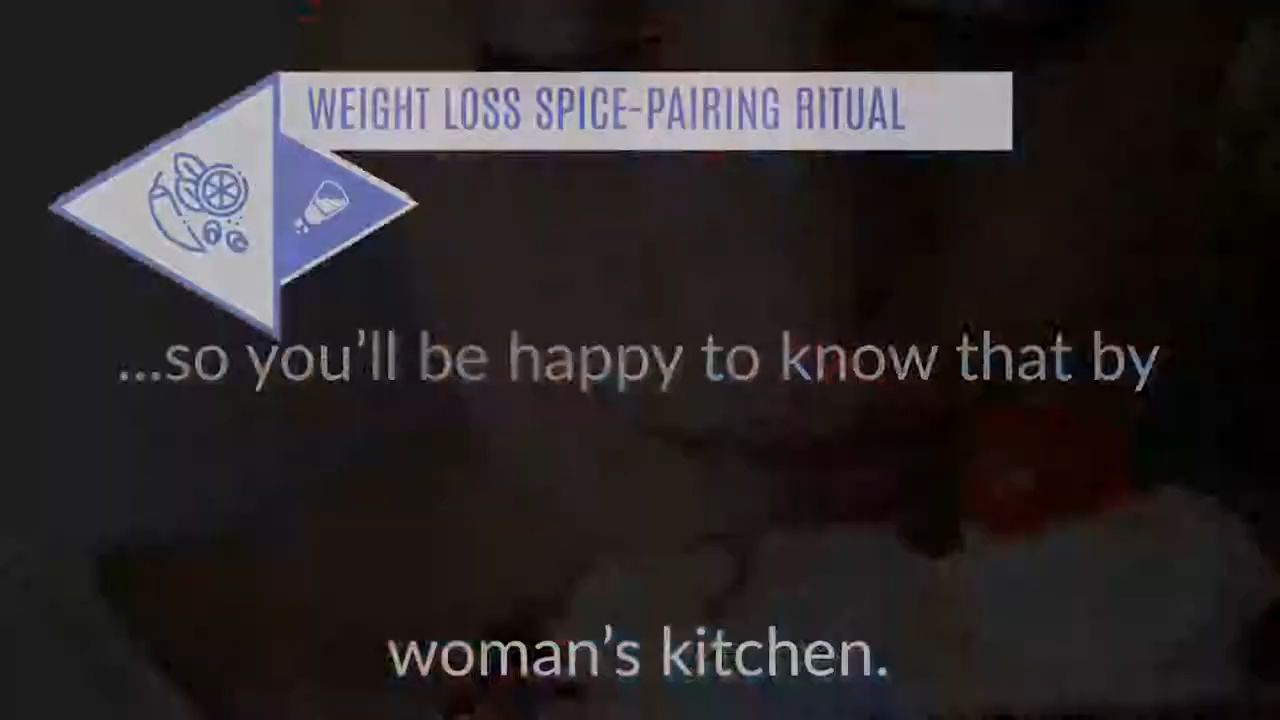 WEIGHT LOSS SPICE-PAIRING RITUAL
...so you'll be happy to know that by
woman's kitchen.